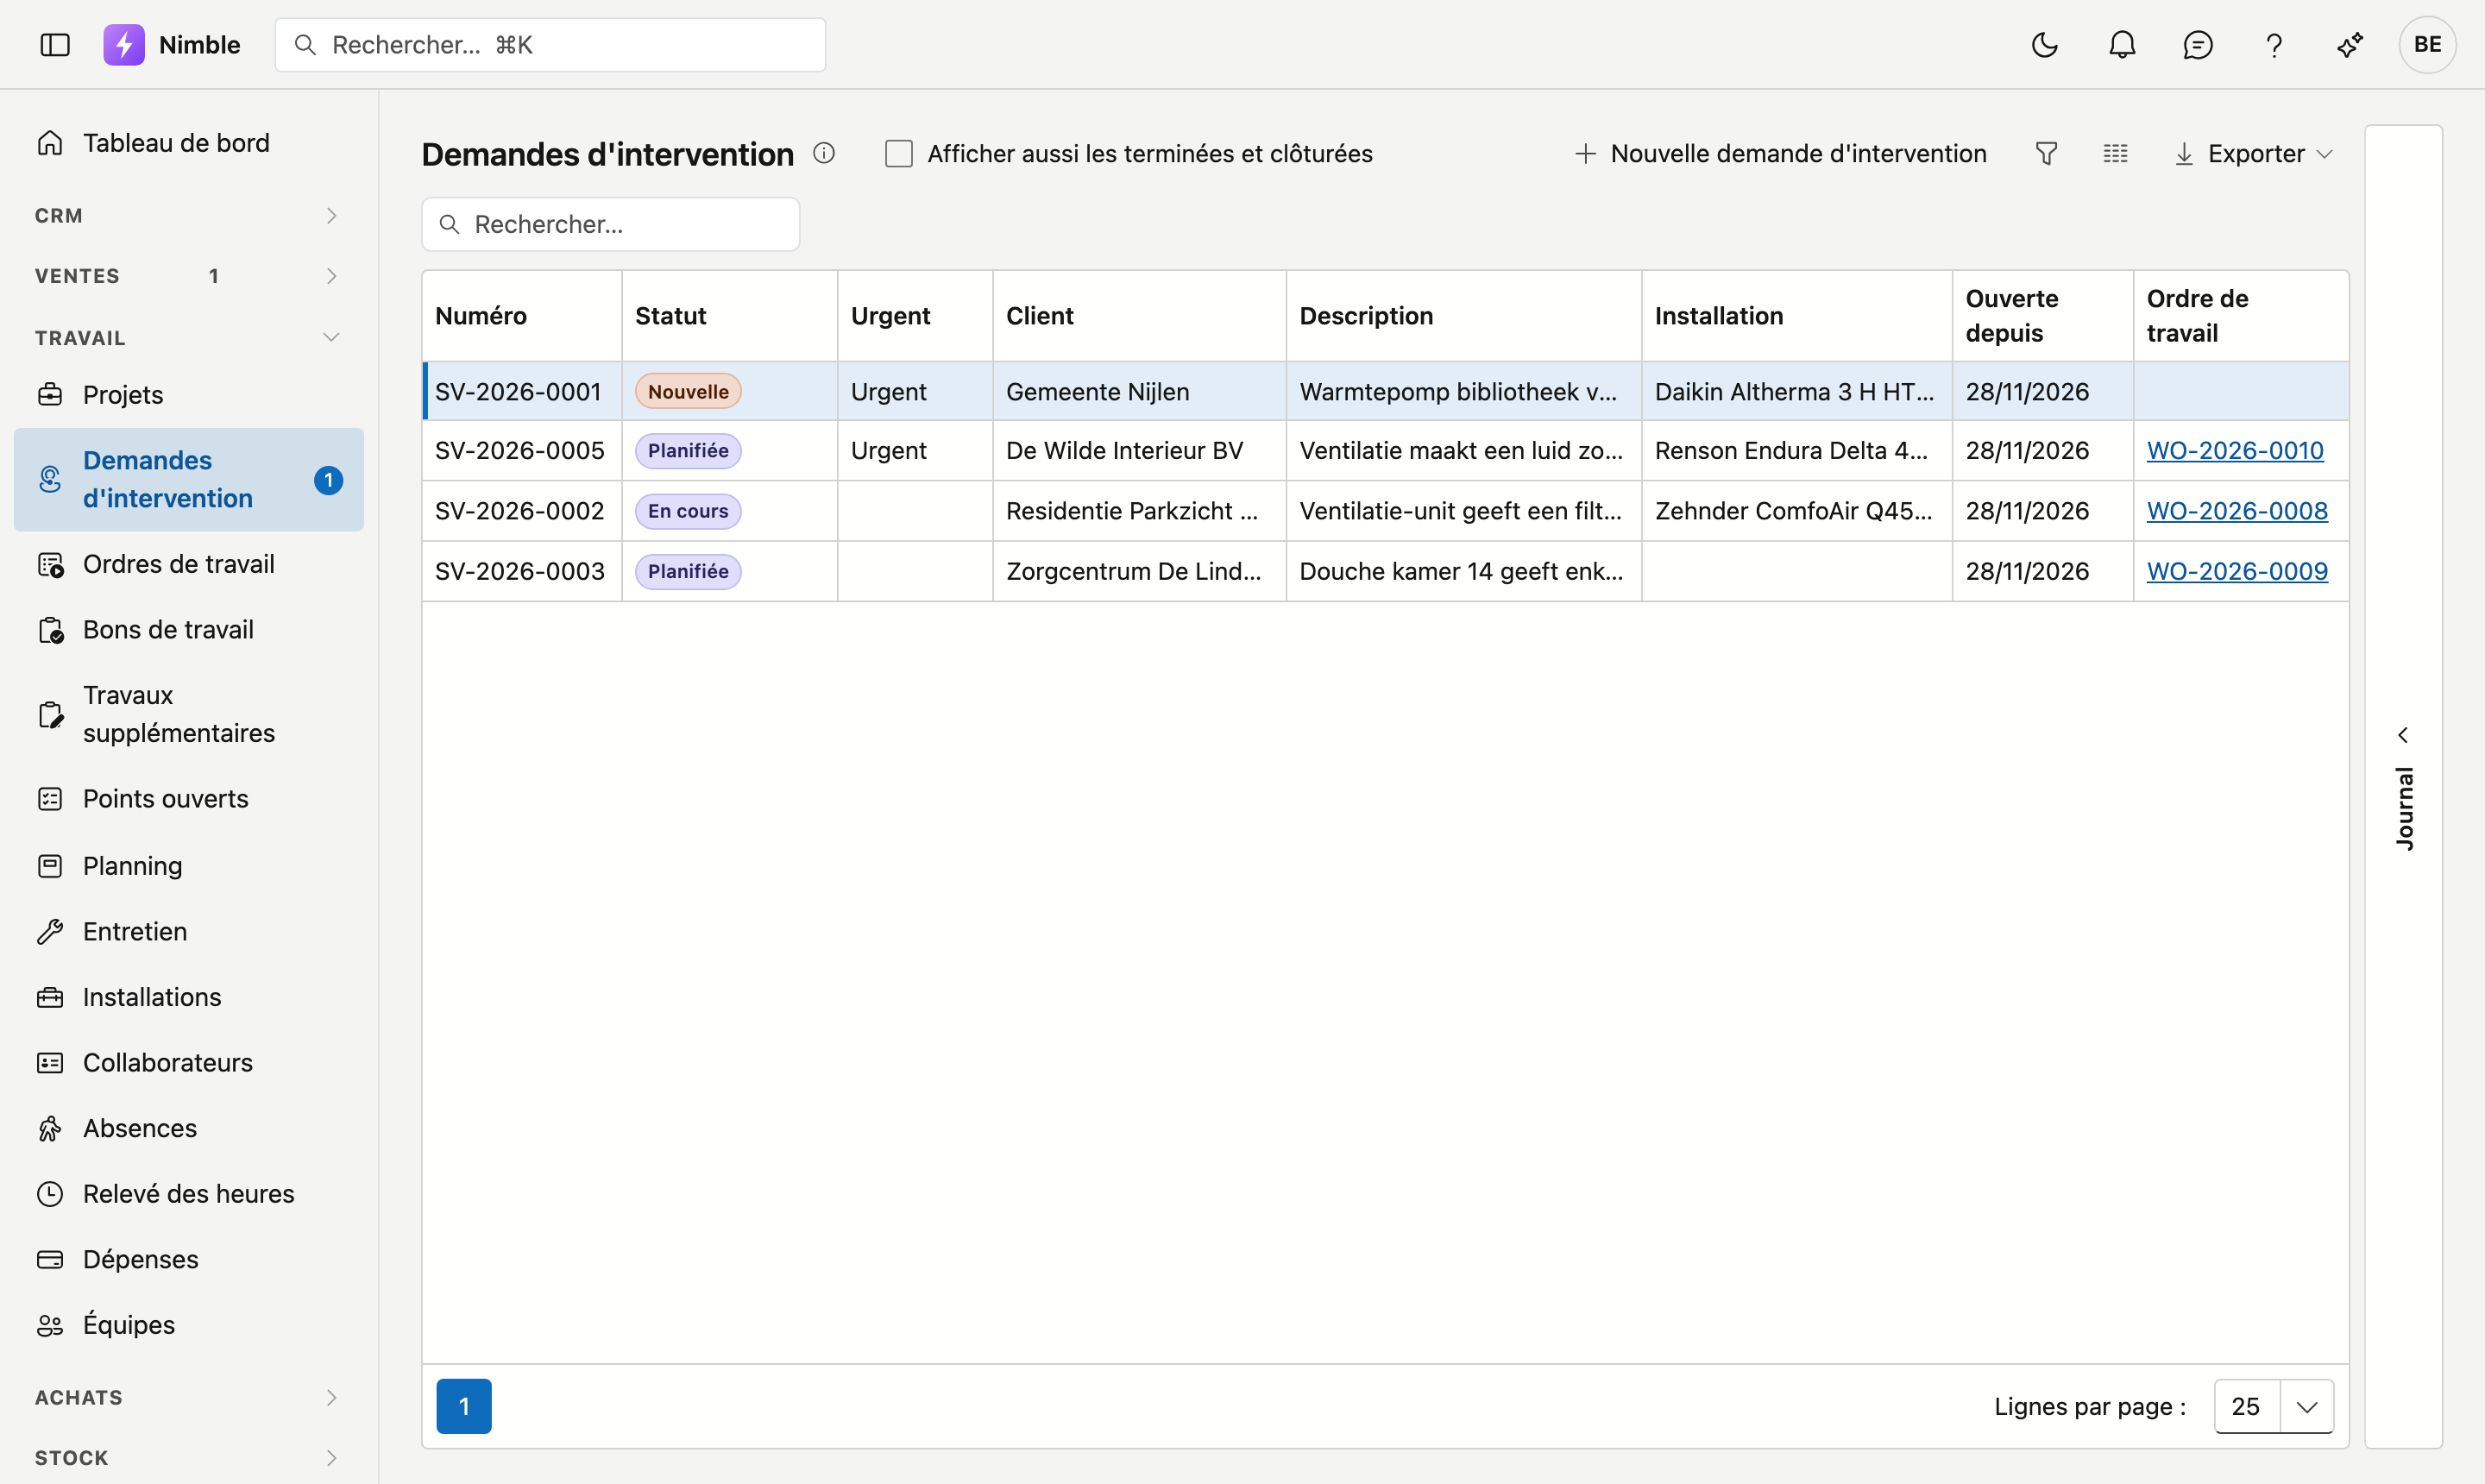 Nimble
Rechercher... ⌘K
BE
Tableau de bord
CRM
VENTES 1
TRAVAIL
Projets
Demandes
d'intervention
1
Ordres de travail
Bons de travail
Travaux
supplémentaires
Points ouverts
Planning
Entretien
Installations
Collaborateurs
Absences
Relevé des heures
Dépenses
Équipes
ACHATS
STOCK
Demandes d'intervention
Afficher aussi les terminées et clôturées
Nouvelle demande d'intervention
Exporter
Rechercher...
Numéro Statut Urgent Client Description Installation Ouverte depuis Ordre de travail
SV-2026-0001 Nouvelle Urgent Gemeente Nijlen Warmtepomp bibliotheek v... Daikin Altherma 3 H HT... 28/11/2026
SV-2026-0005 Planifiée Urgent De Wilde Interieur BV Ventilatie maakt een luid zo... Renson Endura Delta 4... 28/11/2026 WO-2026-0010
SV-2026-0002 En cours Residentie Parkzicht ... Ventilatie-unit geeft een filt... Zehnder ComfoAir Q45... 28/11/2026 WO-2026-0008
SV-2026-0003 Planifiée Zorgcentrum De Lind... Douche kamer 14 geeft enk... 28/11/2026 WO-2026-0009
1
Lignes par page : 25
Journal